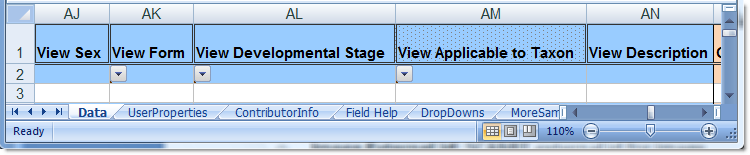 AJ AK AL AM AN
1 View Sex View Form View Developmental Stage View Applicable to Taxon View Description
2
3
Data UserProperties ContributorInfo Field Help DropDowns MoreSam
Ready 110%